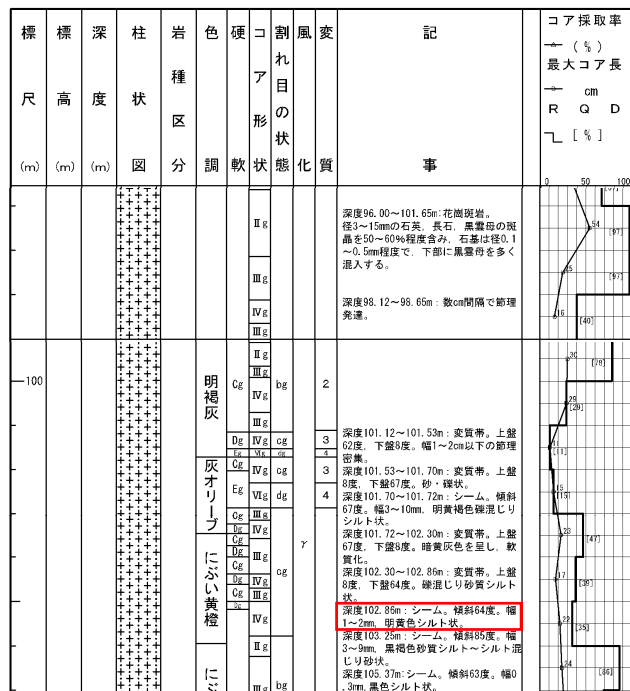 標尺(m)
標高(m)
深度(m)
柱状図
岩種区分
色調
硬軟
コア形状
割れ目の状態
風化
変質
記事
コア採取率
(%)
最大コア長
cm
R Q D
[%]
0 50 100
深度96.00～101.65m:花崗斑岩。
径3～15mmの石英, 長石, 黒雲母の斑
晶を50～60%程度含み, 石基は径0.1
～0.5mm程度で, 下部に黒雲母を多く
混入する。
深度98.12～98.65m：数cm間隔で節理
発達。
深度101.12～101.53m：変質帯。上盤
62度, 下盤8度。幅1～2cm以下の節理
密集。
深度101.53～101.70m：変質帯。上盤
8度, 下盤67度。砂・礫状。
深度101.70～101.72m：シーム。傾斜
67度。幅3～10mm, 明黄褐色礫混じり
シルト状。
深度101.72～102.30m：変質帯。上盤
67度, 下盤8度。暗黄灰色を呈し, 軟
質化。
深度102.30～102.86m：変質帯。上盤
8度, 下盤64度。礫混じり砂質シルト
状。
深度102.86m：シーム。傾斜64度。幅
1～2mm, 明黄色シルト状。
深度103.25m：シーム。傾斜85度。幅
3～9mm, 黒褐色砂質シルト～シルト混
じり砂状。
深度105.37m:シーム。傾斜63度。幅0
.3mm,黒色シルト状。
100
明褐灰
灰オリーブ
にぶい黄橙
にぶ
Cg
Dg
Eg
Cg
Eg
Cg
Dg
Cg
Dg
Cg
Dg
Cg
Dg
Ⅱg
Ⅲg
Ⅳg
Ⅲg
Ⅱg
Ⅲg
Ⅳg
Ⅲg
Ⅳg
Ⅵg
Ⅳg
Ⅵg
Ⅲg
Ⅳg
Ⅲg
Ⅳg
Ⅲg
Ⅳg
Ⅱg
Ⅲg
bg
cg
dg
cg
dg
cg
bg
γ
2
3
4
3
4
54
[97]
25
16
[40]
30
[78]
29
[29]
[11]
15
[15]
23
[47]
17
[39]
22
[35]
24
[86]